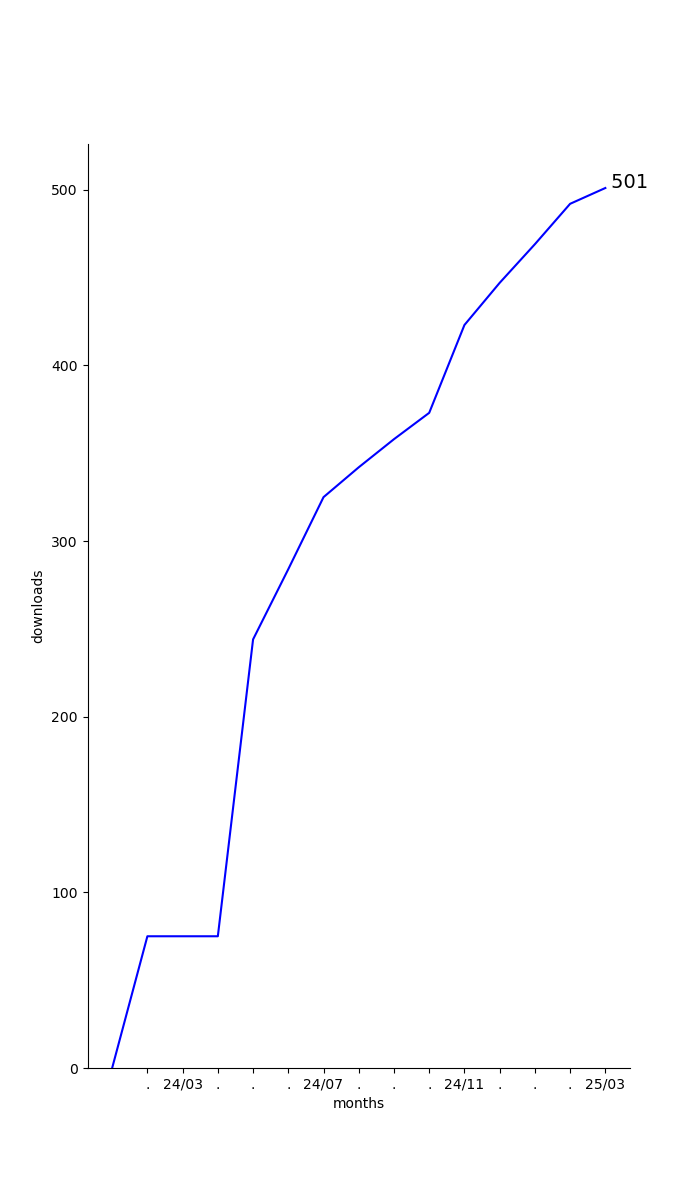 501
500
400
300
200
100
0
downloads
. 24/03 . . . 24/07 . . . 24/11 . . . 25/03
months